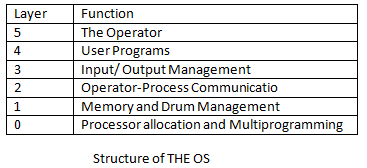 Layer Function
5 The Operator
4 User Programs
3 Input/ Output Management
2 Operator-Process Communicatio
1 Memory and Drum Management
0 Processor allocation and Multiprogramming
Structure of THE OS